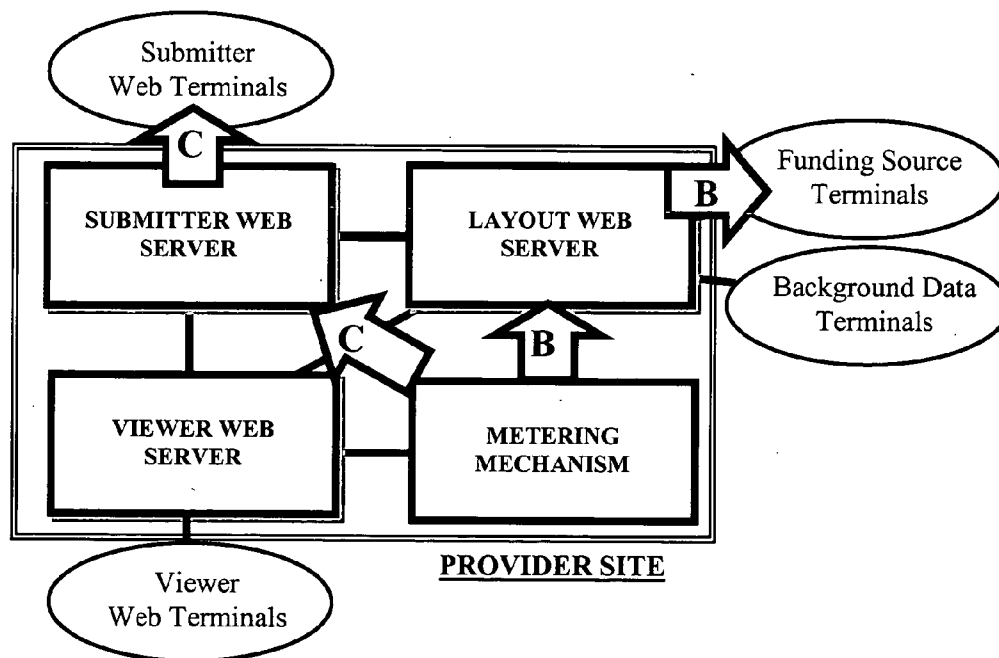 Submitter
Web Terminals
C
SUBMITTER WEB
SERVER
LAYOUT WEB
SERVER
B
Funding Source
Terminals
Background Data
Terminals
C
B
VIEWER WEB
SERVER
METERING
MECHANISM
PROVIDER SITE
Viewer
Web Terminals